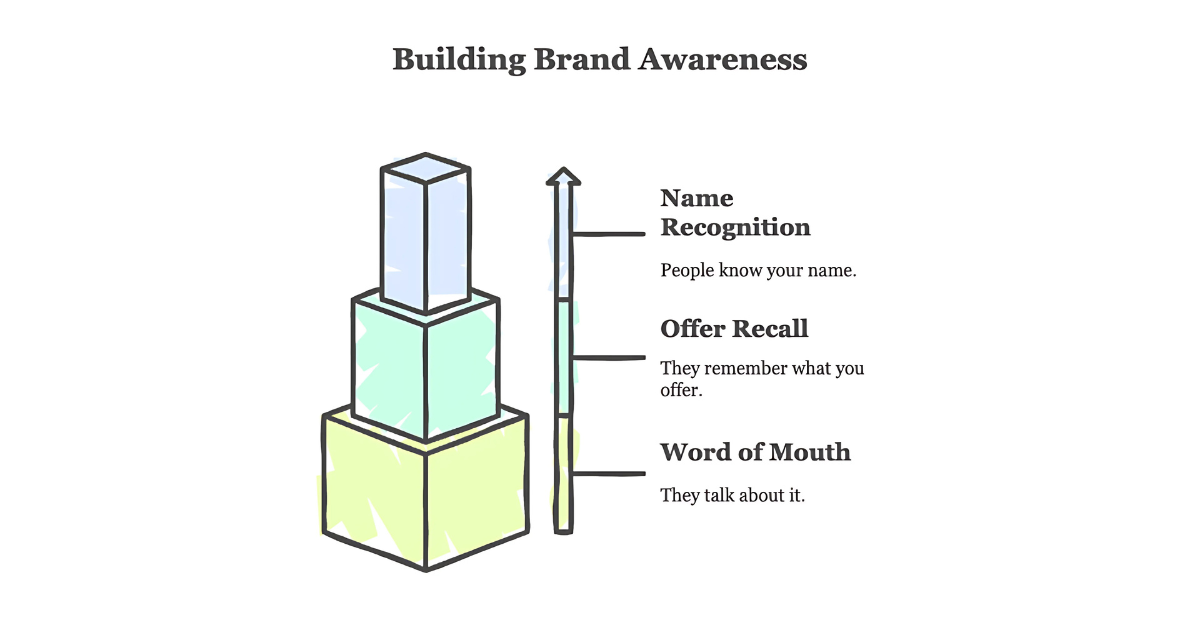 Building Brand Awareness
Name
Recognition
People know your name.
Offer Recall
They remember what you
offer.
Word of Mouth
They talk about it.